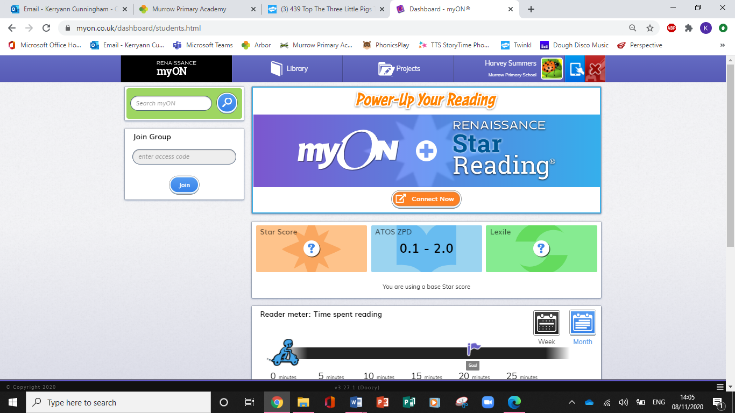 Email - Kerryann Cunningham - O
Murrow Primary Academy
(3) 439 Top The Three Little Pigs
Dashboard - myON®
myon.co.uk/dashboard/students.html
Microsoft Office Ho...
Email - Kerryann Cu...
Microsoft Teams
Arbor
Murrow Primary Ac...
PhonicsPlay
TTS StoryTime Pho...
Twinkl
Dough Disco Music
Perspective
RENAISSANCE
myON
Library
Projects
Harvey Summers
Murrow Primary School
Search myON
Join Group
enter access code
Join
Power-Up Your Reading
myON
RENAISSANCE
Star
Reading®
Connect Now
Star Score
?
ATOS ZPD
0.1 - 2.0
Lexile
?
You are using a base Star score
Reader meter: Time spent reading
Week
Month
Goal
0 minutes
5 minutes
10 minutes
15 minutes
20 minutes
25 minutes
© Copyright 2020
Type here to search
ENG
14:05
08/11/2020